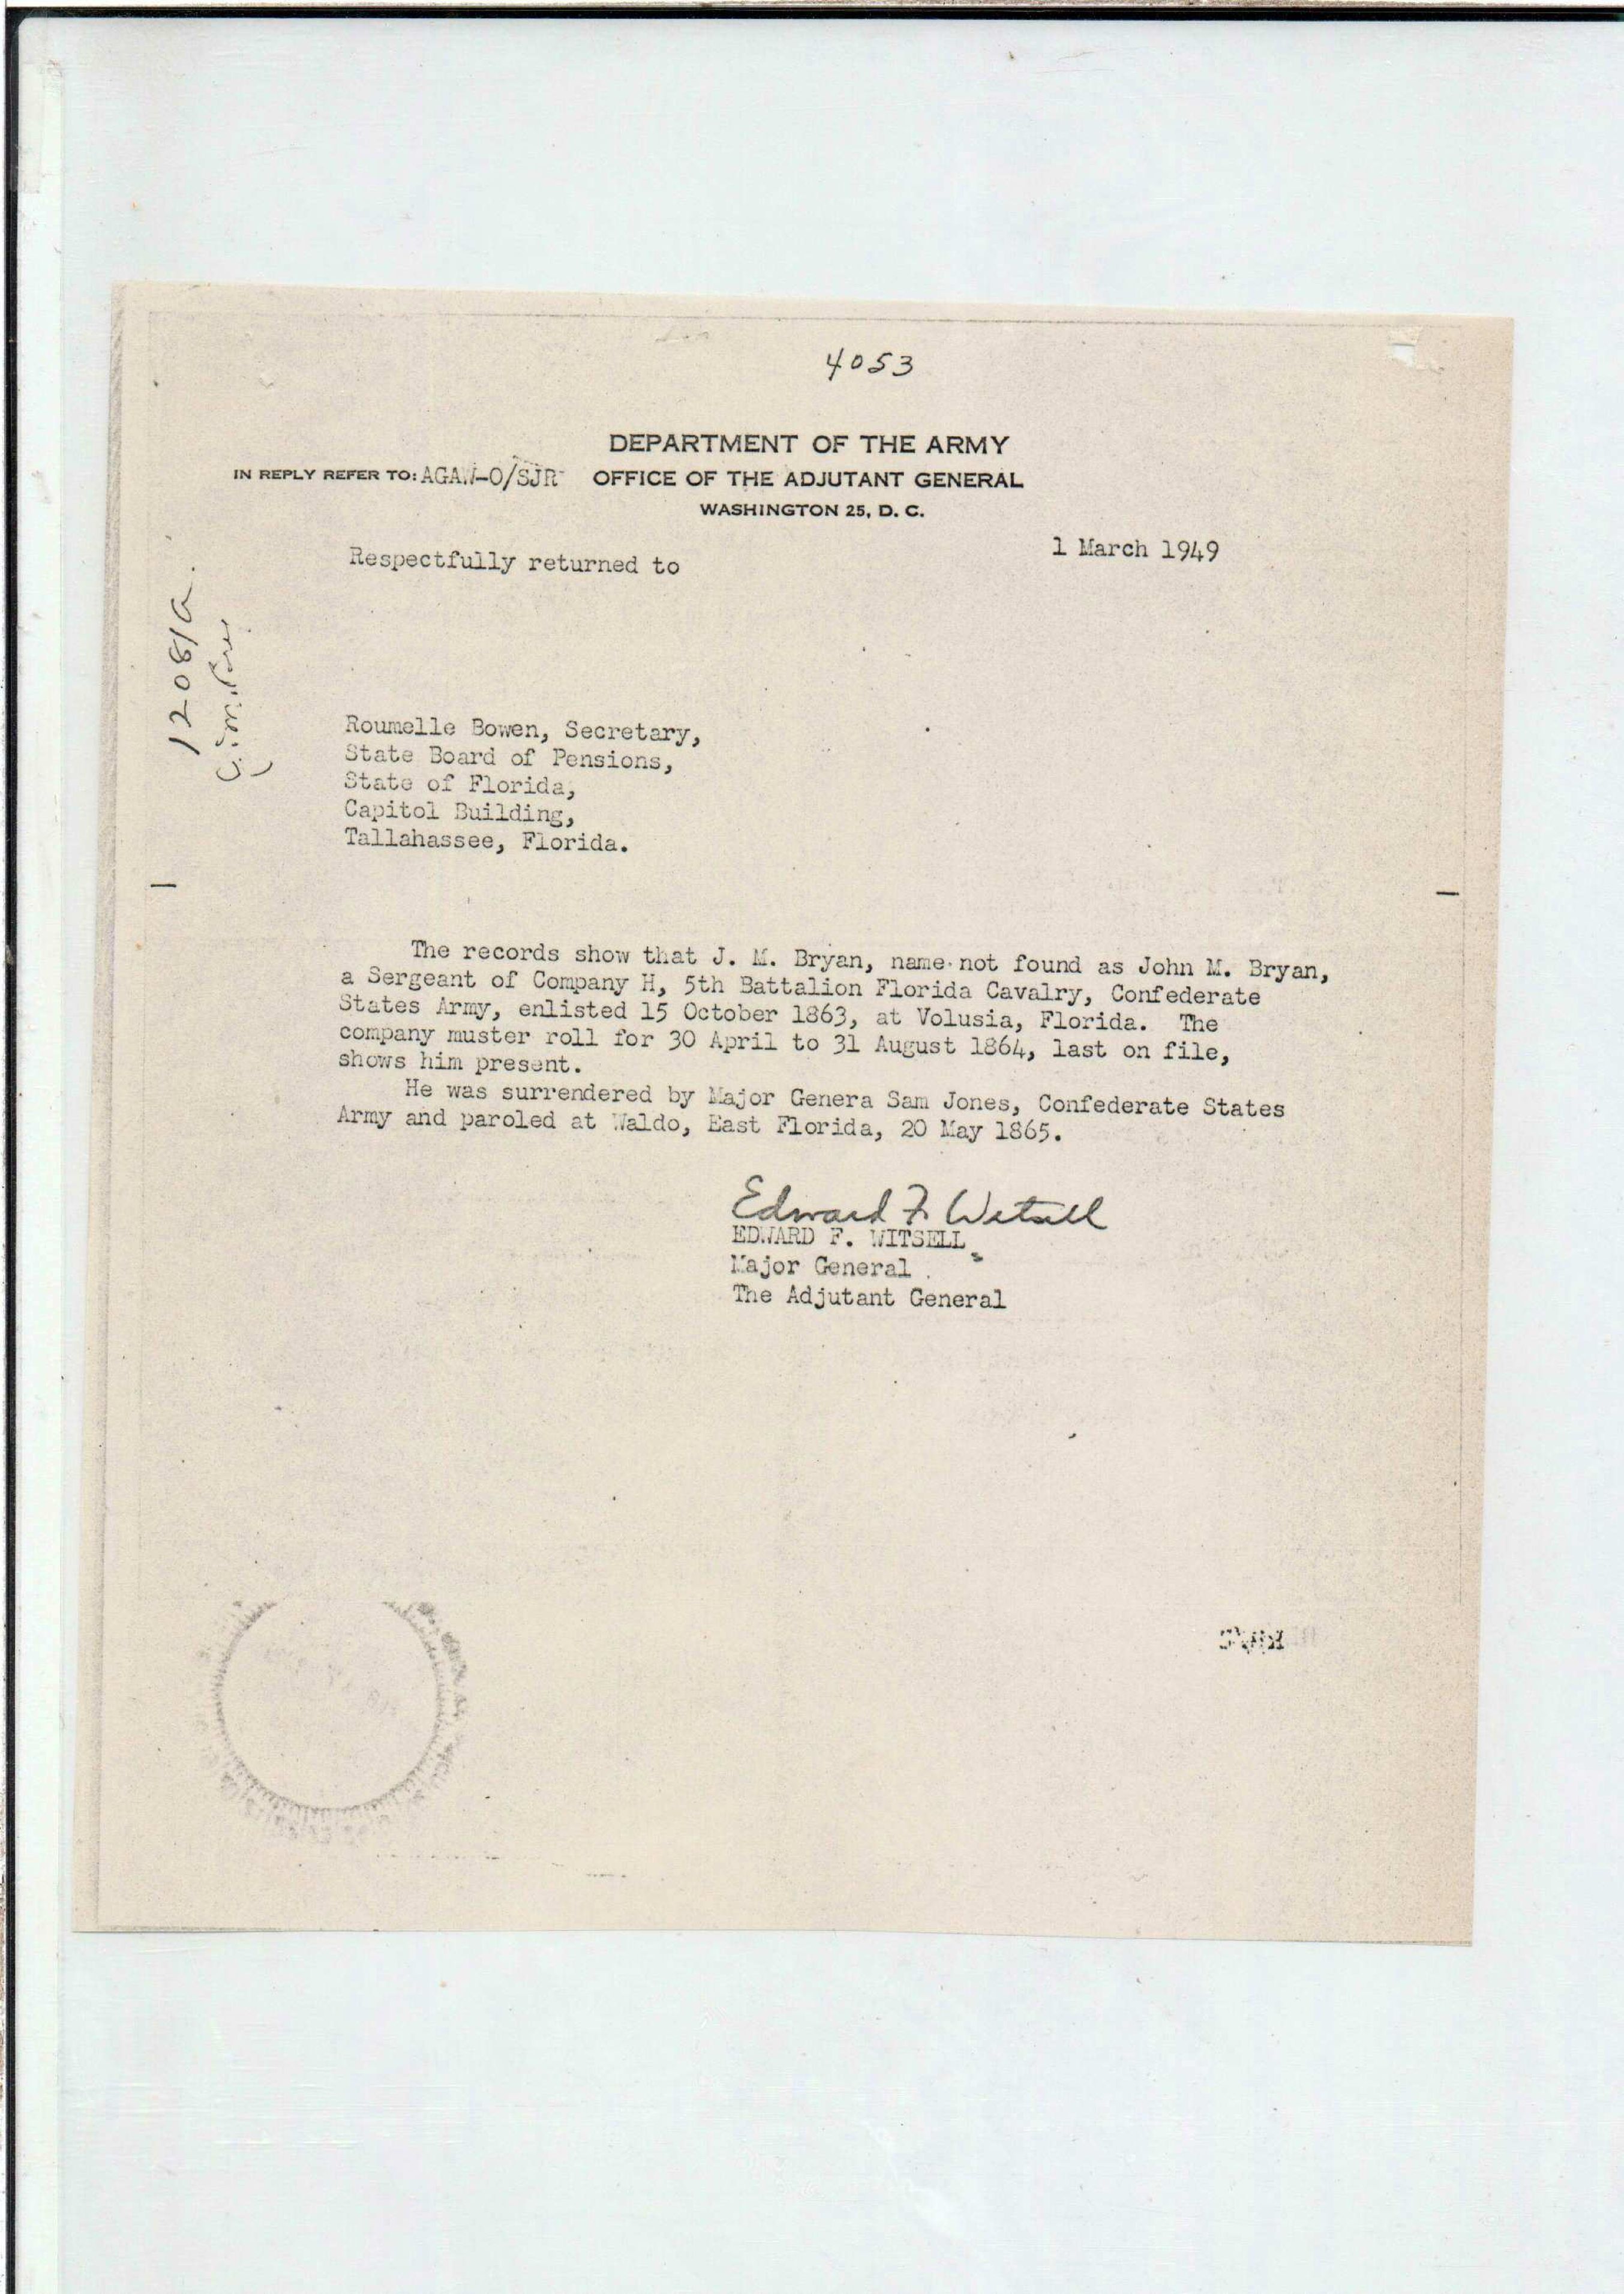 4053
DEPARTMENT OF THE ARMY
IN REPLY REFER TO: AGAW-O/SJR OFFICE OF THE ADJUTANT GENERAL
WASHINGTON 25, D. C.
1 March 1949
Respectfully returned to
1208/a.
Roumelle Bowen, Secretary,
State Board of Pensions,
State of Florida,
Capitol Building,
Tallahassee, Florida.
The records show that J. M. Bryan, name not found as John M. Bryan,
a Sergeant of Company H, 5th Battalion Florida Cavalry, Confederate
States Army, enlisted 15 October 1863, at Volusia, Florida. The
company muster roll for 30 April to 31 August 1864, last on file,
shows him present.
He was surrendered by Major Genera Sam Jones, Confederate States
Army and paroled at Waldo, East Florida, 20 May 1865.
Edward F. Witsell
EDWARD F. WITSELL
Major General
The Adjutant General